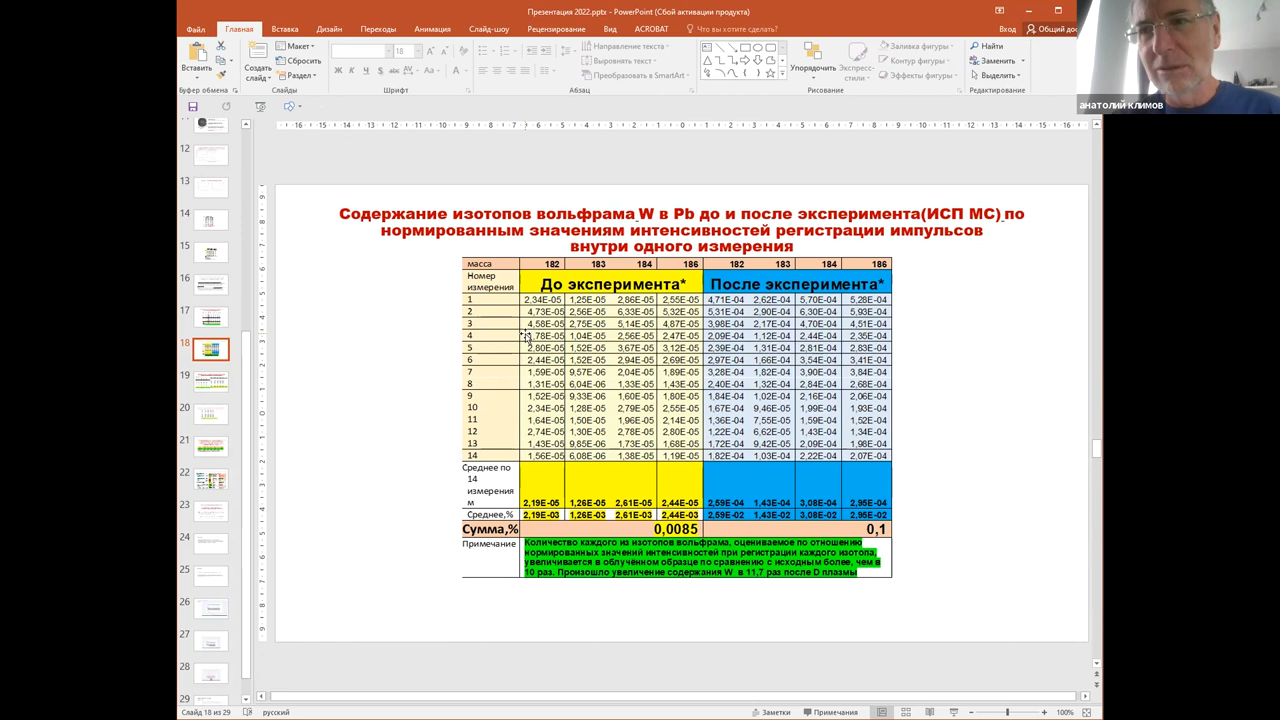 Презентация 2022.pptx - PowerPoint (Сбой активации продукта)
Файл Главная Вставка Дизайн Переходы Анимация Слайд-шоу Рецензирование Вид ACROBAT Что вы хотите сделать? Вход
Вставить
Создать слайд
Макет
Сбросить
Раздел
18
Направление текста
Выровнять текст
Преобразовать в SmartArt
Упорядочить
Экспресс-стили
Заливка фигуры
Контур фигуры
Эффекты фигуры
Найти
Заменить
Выделить
Буфер обмена Слайды Шрифт Абзац Рисование Редактирование
анатолий климов
12
13
14
15
16
17
18
19
20
21
22
23
24
25
26
27
28
29
Содержание изотопов вольфрама W в Pb до и после эксперимента(ИСП МС) по
нормированным значениям интенсивностей регистрации импульсов
внутри одного измерения
масса 182 183 184 186 182 183 184 186
Номер измерения До эксперимента* После эксперимента*
1 2,34E-05 1,25E-05 2,86E-05 2,55E-05 4,71E-04 2,62E-04 5,70E-04 5,28E-04
2 4,73E-05 2,56E-05 6,33E-05 5,32E-05 5,31E-04 2,90E-04 6,30E-04 5,93E-04
3 4,58E-05 2,75E-05 5,14E-05 4,87E-05 3,98E-04 2,17E-04 4,70E-04 4,51E-04
4 1,78E-05 1,04E-05 2,56E-05 2,47E-05 2,09E-04 1,12E-04 2,44E-04 2,35E-04
5 2,80E-05 1,52E-05 3,67E-05 3,12E-05 2,39E-04 1,31E-04 2,81E-04 2,83E-04
6 2,44E-05 1,52E-05 2,94E-05 2,69E-05 2,97E-04 1,66E-04 3,54E-04 3,41E-04
7 1,59E-05 9,57E-06 2,04E-05 1,89E-05 3,28E-04 1,82E-04 3,90E-04 3,84E-04
8 1,31E-05 6,04E-06 1,33E-05 1,43E-05 2,40E-04 1,32E-04 2,84E-04 2,68E-04
9 1,52E-05 9,33E-06 1,60E-05 1,80E-05 1,84E-04 1,02E-04 2,16E-04 2,06E-04
10 2,34E-05 1,28E-05 2,79E-05 2,55E-05 1,67E-04 9,46E-05 1,99E-04 1,93E-04
11 1,64E-05 1,50E-05 1,96E-05 2,14E-05 1,36E-04 7,55E-05 1,59E-04 1,52E-04
12 2,74E-05 1,30E-05 2,78E-05 2,80E-05 1,22E-04 6,62E-05 1,43E-04 1,34E-04
13 1,43E-05 9,85E-06 1,73E-05 1,68E-05 1,72E-04 9,42E-05 2,09E-04 1,98E-04
14 1,56E-05 6,08E-06 1,38E-05 1,19E-05 1,82E-04 1,03E-04 2,22E-04 2,07E-04
Среднее по
14
измерения
м 2,19E-05 1,26E-05 2,61E-05 2,44E-05 2,59E-04 1,43E-04 3,08E-04 2,95E-04
Среднее,% 2,19E-03 1,26E-03 2,61E-03 2,44E-03 2,59E-02 1,43E-02 3,08E-02 2,95E-02
Сумма,% 0,0085 0,1
Примечание Количество каждого из изотопов вольфрама, оцениваемое по отношению
нормированных значений интенсивностей при регистрации каждого изотопа,
увеличивается в облучённом образце по сравнению с исходным более, чем в
10 раз. Произошло увеличение содержания W в 11,7 раз после D плазмы
Слайд 18 из 29 русский Заметки Примечания 100%